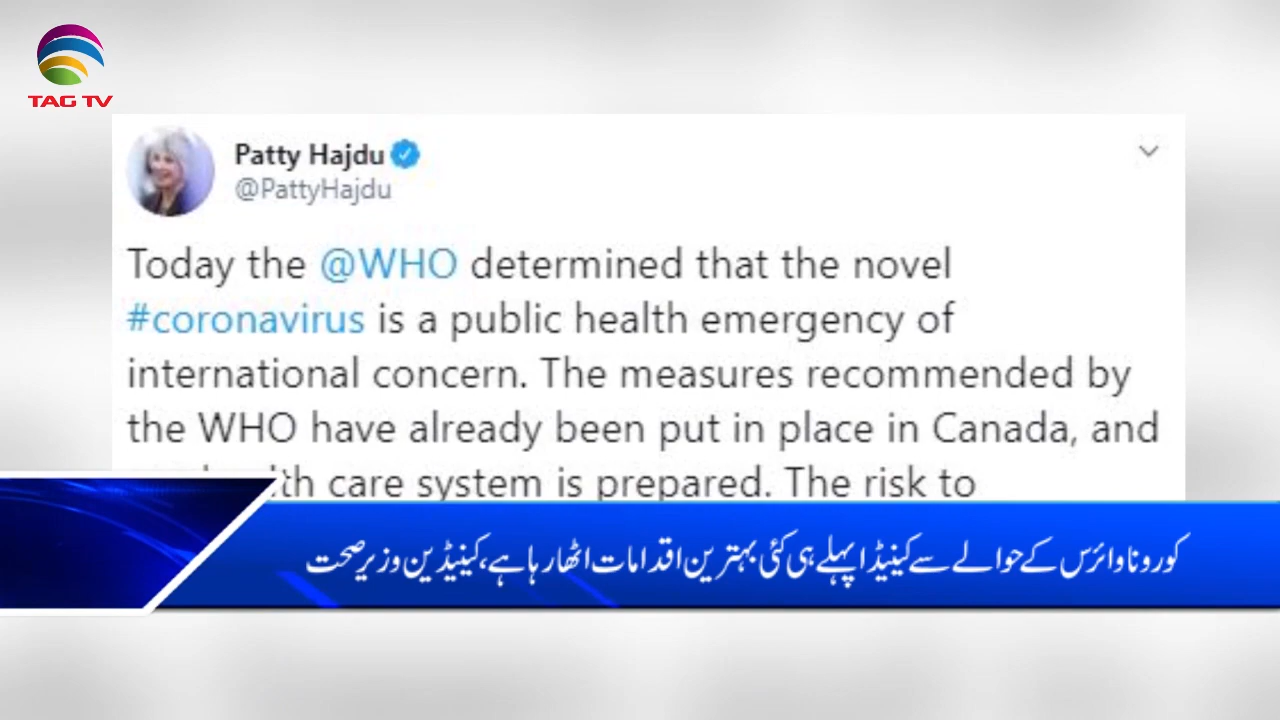 TAG TV
Patty Hajdu
@PattyHajdu
Today the @WHO determined that the novel
#coronavirus is a public health emergency of
international concern. The measures recommended by
the WHO have already been put in place in Canada, and
care system is prepared. The risk to
کورونا وائرس کے حوالے سے کینیڈا پہلے ہی کئی بہترین اقدامات اٹھا رہا ہے، کینیڈین وزیر صحت